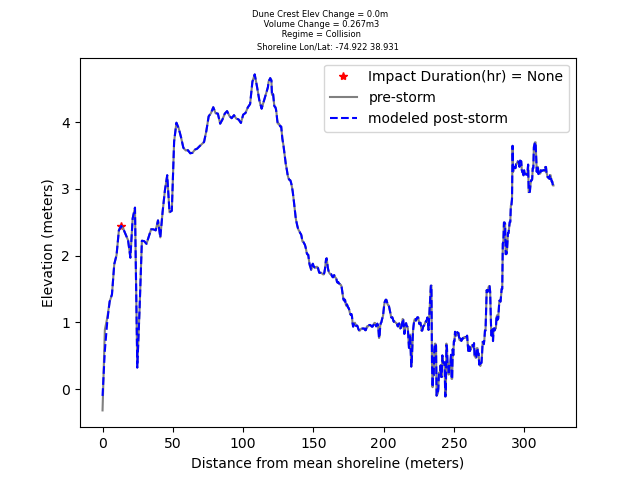 Dune Crest Elev Change = 0.0m
Volume Change = 0.267m3
Regime = Collision
Shoreline Lon/Lat: -74.922 38.931
Impact Duration(hr) = None
pre-storm
modeled post-storm
Elevation (meters)
4
3
2
1
0
0 50 100 150 200 250 300
Distance from mean shoreline (meters)